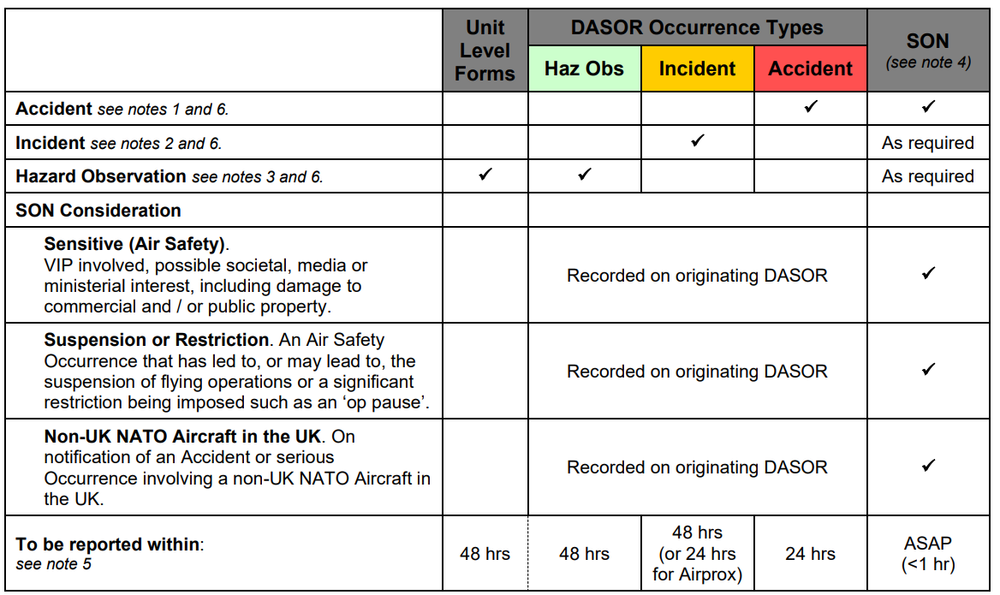 Unit
Level
Forms
DASOR Occurrence Types
SON
(see note 4)
Haz Obs
Incident
Accident
Accident see notes 1 and 6.
✓
✓
Incident see notes 2 and 6.
✓
As required
Hazard Observation see notes 3 and 6.
✓
✓
As required
SON Consideration
Sensitive (Air Safety).
VIP involved, possible societal, media or
ministerial interest, including damage to
commercial and / or public property.
Recorded on originating DASOR
✓
Suspension or Restriction. An Air Safety
Occurrence that has led to, or may lead to, the
suspension of flying operations or a significant
restriction being imposed such as an ‘op pause’.
Recorded on originating DASOR
✓
Non-UK NATO Aircraft in the UK. On
notification of an Accident or serious
Occurrence involving a non-UK NATO Aircraft in
the UK.
Recorded on originating DASOR
✓
To be reported within:
see note 5
48 hrs
48 hrs
48 hrs
(or 24 hrs
for Airprox)
24 hrs
ASAP
(<1 hr)